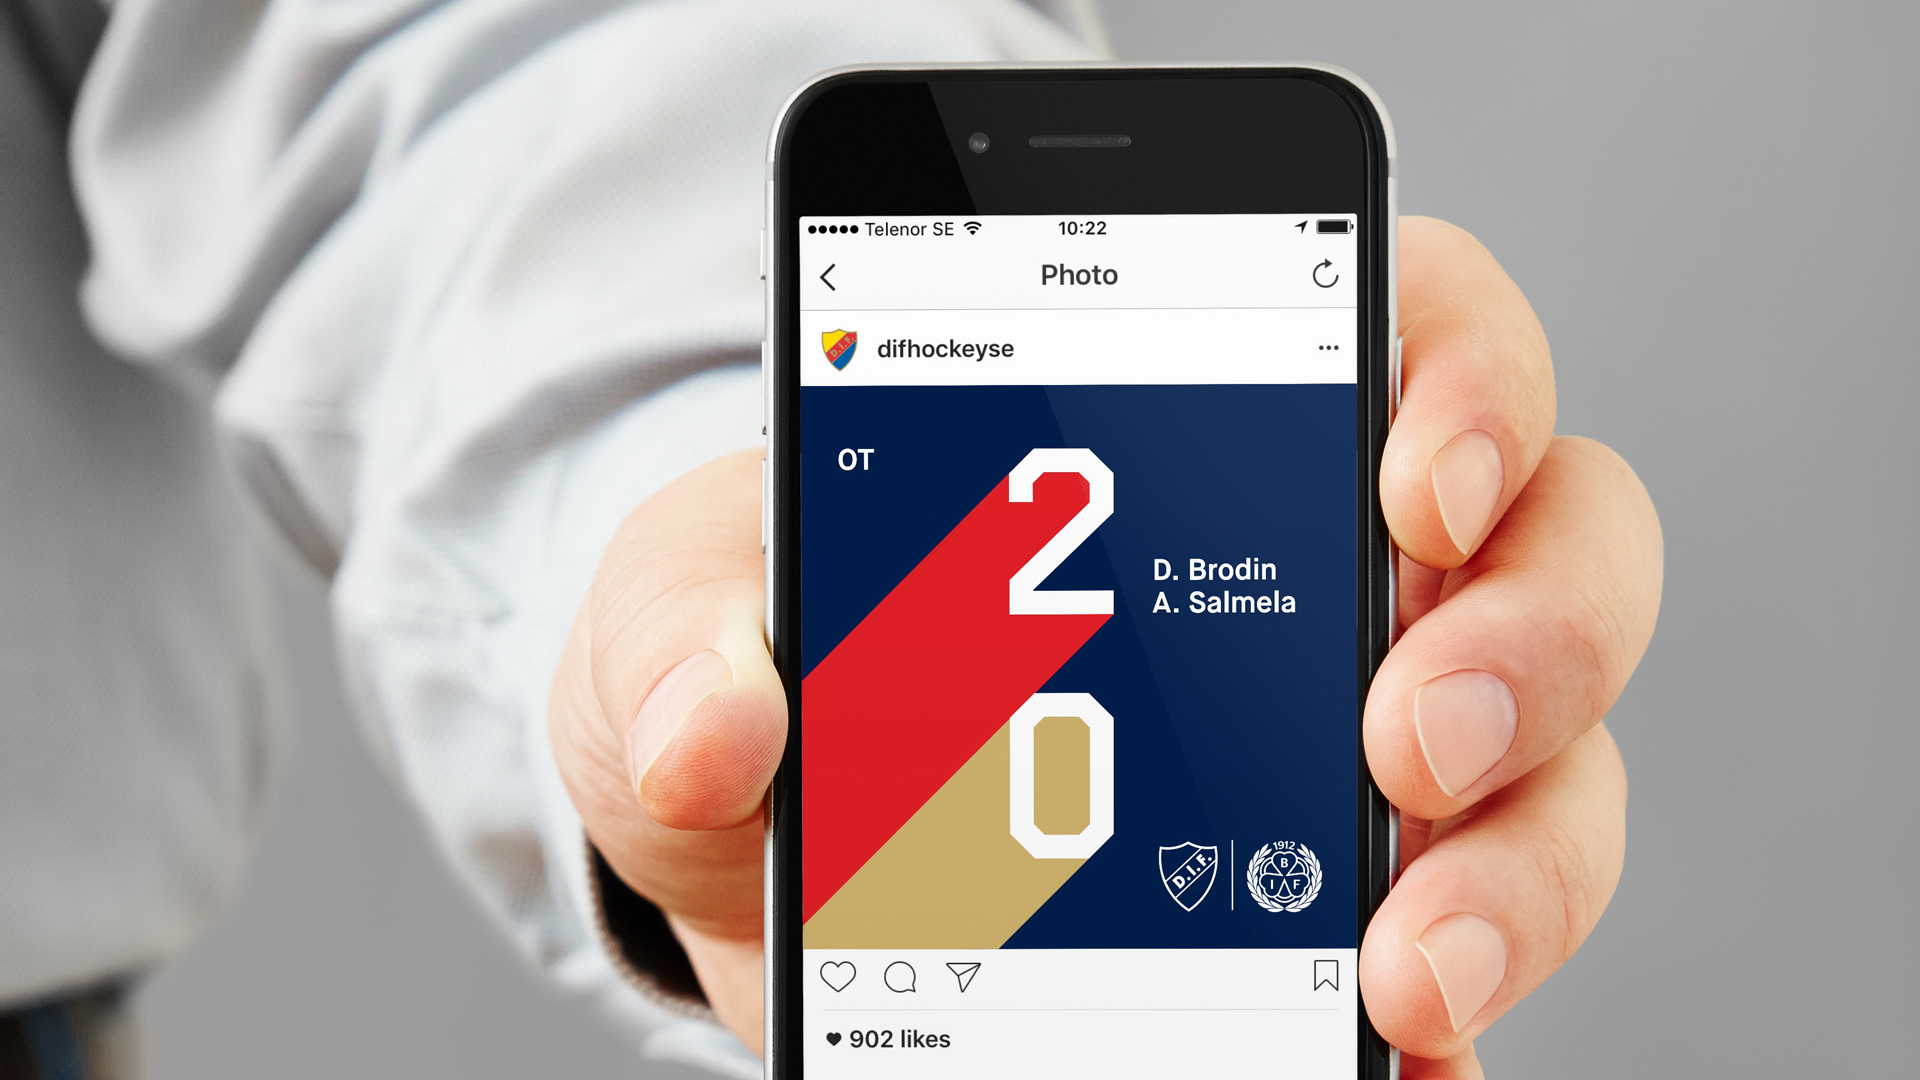 Telenor SE
10:22
Photo
D.I.F.
difhockeyse
OT
2
D. Brodin
A. Salmela
0
D.I.F.
1912
B
I F
902 likes